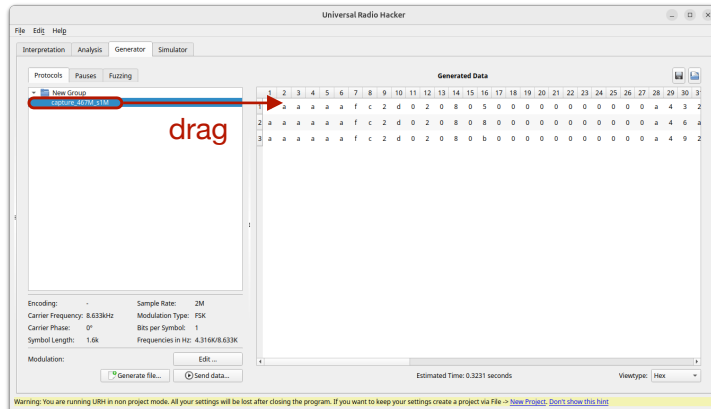 Universal Radio Hacker
File Edit Help
Interpretation Analysis Generator Simulator
Protocols Pauses Fuzzing
Generated Data
New Group
capture_467M_s1M
drag
1 2 3 4 5 6 7 8 9 10 11 12 13 14 15 16 17 18 19 20 21 22 23 24 25 26 27 28 29 30 31
1 a a a a a f c 2 d 0 2 0 8 0 5 0 0 0 0 0 0 0 0 0 0 0 a 4 3 2
2 a a a a a a f c 2 d 0 2 0 8 0 8 0 0 0 0 0 0 0 0 0 0 0 a 4 6 a
3 a a a a a a f c 2 d 0 2 0 8 0 b 0 0 0 0 0 0 0 0 0 0 0 a 4 9 2
Encoding: - Sample Rate: 2M
Carrier Frequency: 8.633kHz Modulation Type: FSK
Carrier Phase: 0° Bits per Symbol: 1
Symbol Length: 1.6k Frequencies in Hz: 4.316K/8.633K
Modulation: Edit ...
Generate file... Send data...
Estimated Time: 0.3231 seconds
Viewtype: Hex
Warning: You are running URH in non project mode. All your settings will be lost after closing the program. If you want to keep your settings create a project via File -> New Project. Don't show this hint